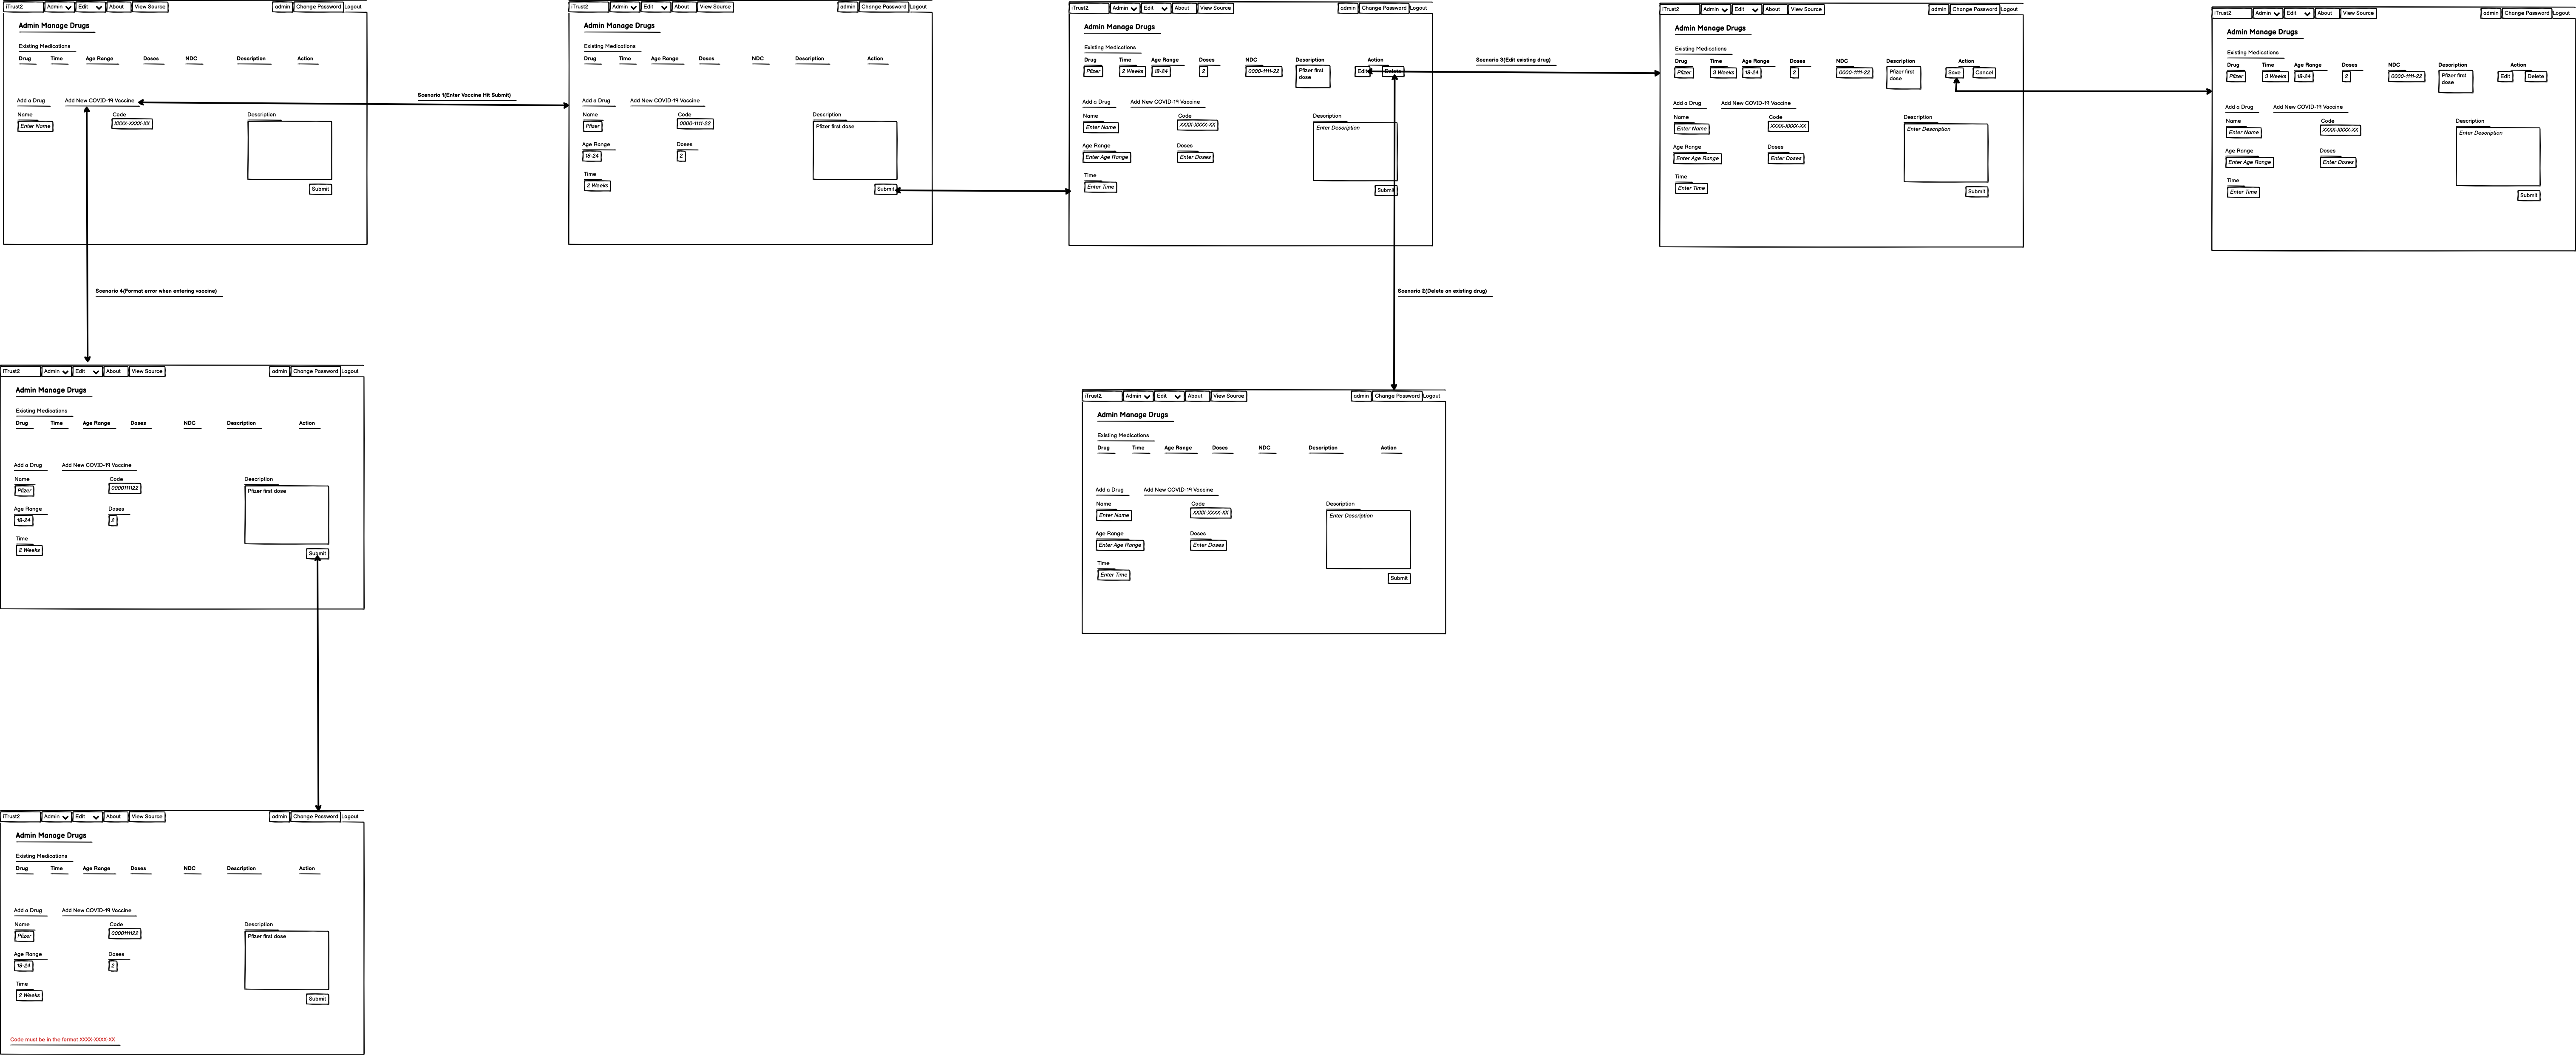 iTrust2 Admin Edit About View Source admin Change Password Logout
Admin Manage Drugs
Existing Medications
Drug Time Age Range Doses NDC Description Action
Add a Drug Add New COVID-19 Vaccine
Name Code Description
Enter Name XXXX-XXXX-XX
Submit
Scenario 1(Enter Vaccine Hit Submit)
iTrust2 Admin Edit About View Source admin Change Password Logout
Admin Manage Drugs
Existing Medications
Drug Time Age Range Doses NDC Description Action
Add a Drug Add New COVID-19 Vaccine
Name Code Description
Pfizer 0000-1111-22 Pfizer first dose
Age Range Doses
18-24 2
Time
2 Weeks Submit
iTrust2 Admin Edit About View Source admin Change Password Logout
Admin Manage Drugs
Existing Medications
Drug Time Age Range Doses NDC Description Action
Pfizer 2 Weeks 18-24 2 0000-1111-22 Pfizer first Edit Delete
dose
Add a Drug Add New COVID-19 Vaccine
Name Code Description
Enter Name XXXX-XXXX-XX Enter Description
Age Range Doses
Enter Age Range Enter Doses
Time
Enter Time Submit
Scenario 3(Edit existing drug)
iTrust2 Admin Edit About View Source admin Change Password Logout
Admin Manage Drugs
Existing Medications
Drug Time Age Range Doses NDC Description Action
Pfizer 3 Weeks 18-24 2 0000-1111-22 Pfizer first Save Cancel
dose
Add a Drug Add New COVID-19 Vaccine
Name Code Description
Enter Name XXXX-XXXX-XX Enter Description
Age Range Doses
Enter Age Range Enter Doses
Time
Enter Time Submit
iTrust2 Admin Edit About View Source admin Change Password Logout
Admin Manage Drugs
Existing Medications
Drug Time Age Range Doses NDC Description Action
Pfizer 3 Weeks 18-24 2 0000-1111-22 Pfizer first Edit Delete
dose
Add a Drug Add New COVID-19 Vaccine
Name Code Description
Enter Name XXXX-XXXX-XX Enter Description
Age Range Doses
Enter Age Range Enter Doses
Time
Enter Time Submit
Scenario 4(Format error when entering vaccine)
Scenario 2(Delete an existing drug)
iTrust2 Admin Edit About View Source admin Change Password Logout
Admin Manage Drugs
Existing Medications
Drug Time Age Range Doses NDC Description Action
Add a Drug Add New COVID-19 Vaccine
Name Code Description
Pfizer 0000111122 Pfizer first dose
Age Range Doses
18-24 2
Time
2 Weeks Submit
iTrust2 Admin Edit About View Source admin Change Password Logout
Admin Manage Drugs
Existing Medications
Drug Time Age Range Doses NDC Description Action
Add a Drug Add New COVID-19 Vaccine
Name Code Description
Enter Name XXXX-XXXX-XX Enter Description
Age Range Doses
Enter Age Range Enter Doses
Time
Enter Time Submit
iTrust2 Admin Edit About View Source admin Change Password Logout
Admin Manage Drugs
Existing Medications
Drug Time Age Range Doses NDC Description Action
Add a Drug Add New COVID-19 Vaccine
Name Code Description
Pfizer 0000111122 Pfizer first dose
Age Range Doses
18-24 2
Time
2 Weeks Submit
Code must be in the format XXXX-XXXX-XX